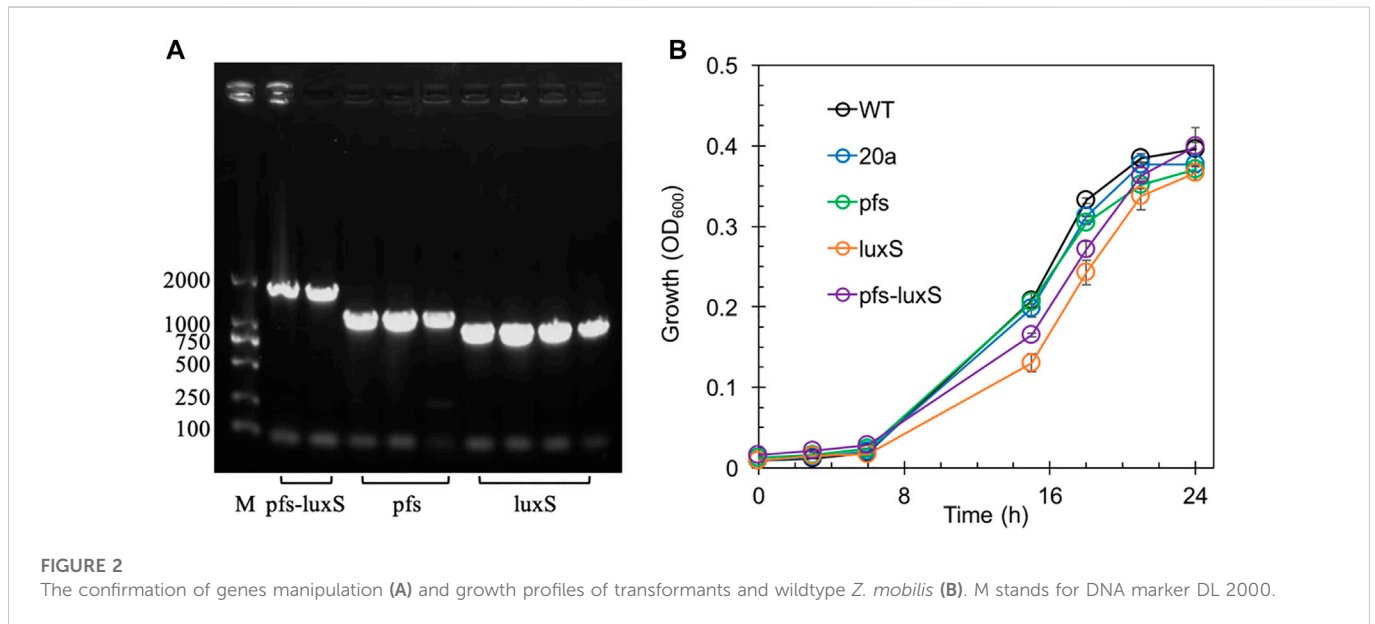 A
2000
1000
750
500
250
100
M pfs-luxS pfs luxS
B
0.5
0.4
0.3
0.2
0.1
0
Growth (OD600)
WT
20a
pfs
luxS
pfs-luxS
0 8 16 24
Time (h)
FIGURE 2
The confirmation of genes manipulation (A) and growth profiles of transformants and wildtype Z. mobilis (B). M stands for DNA marker DL 2000.